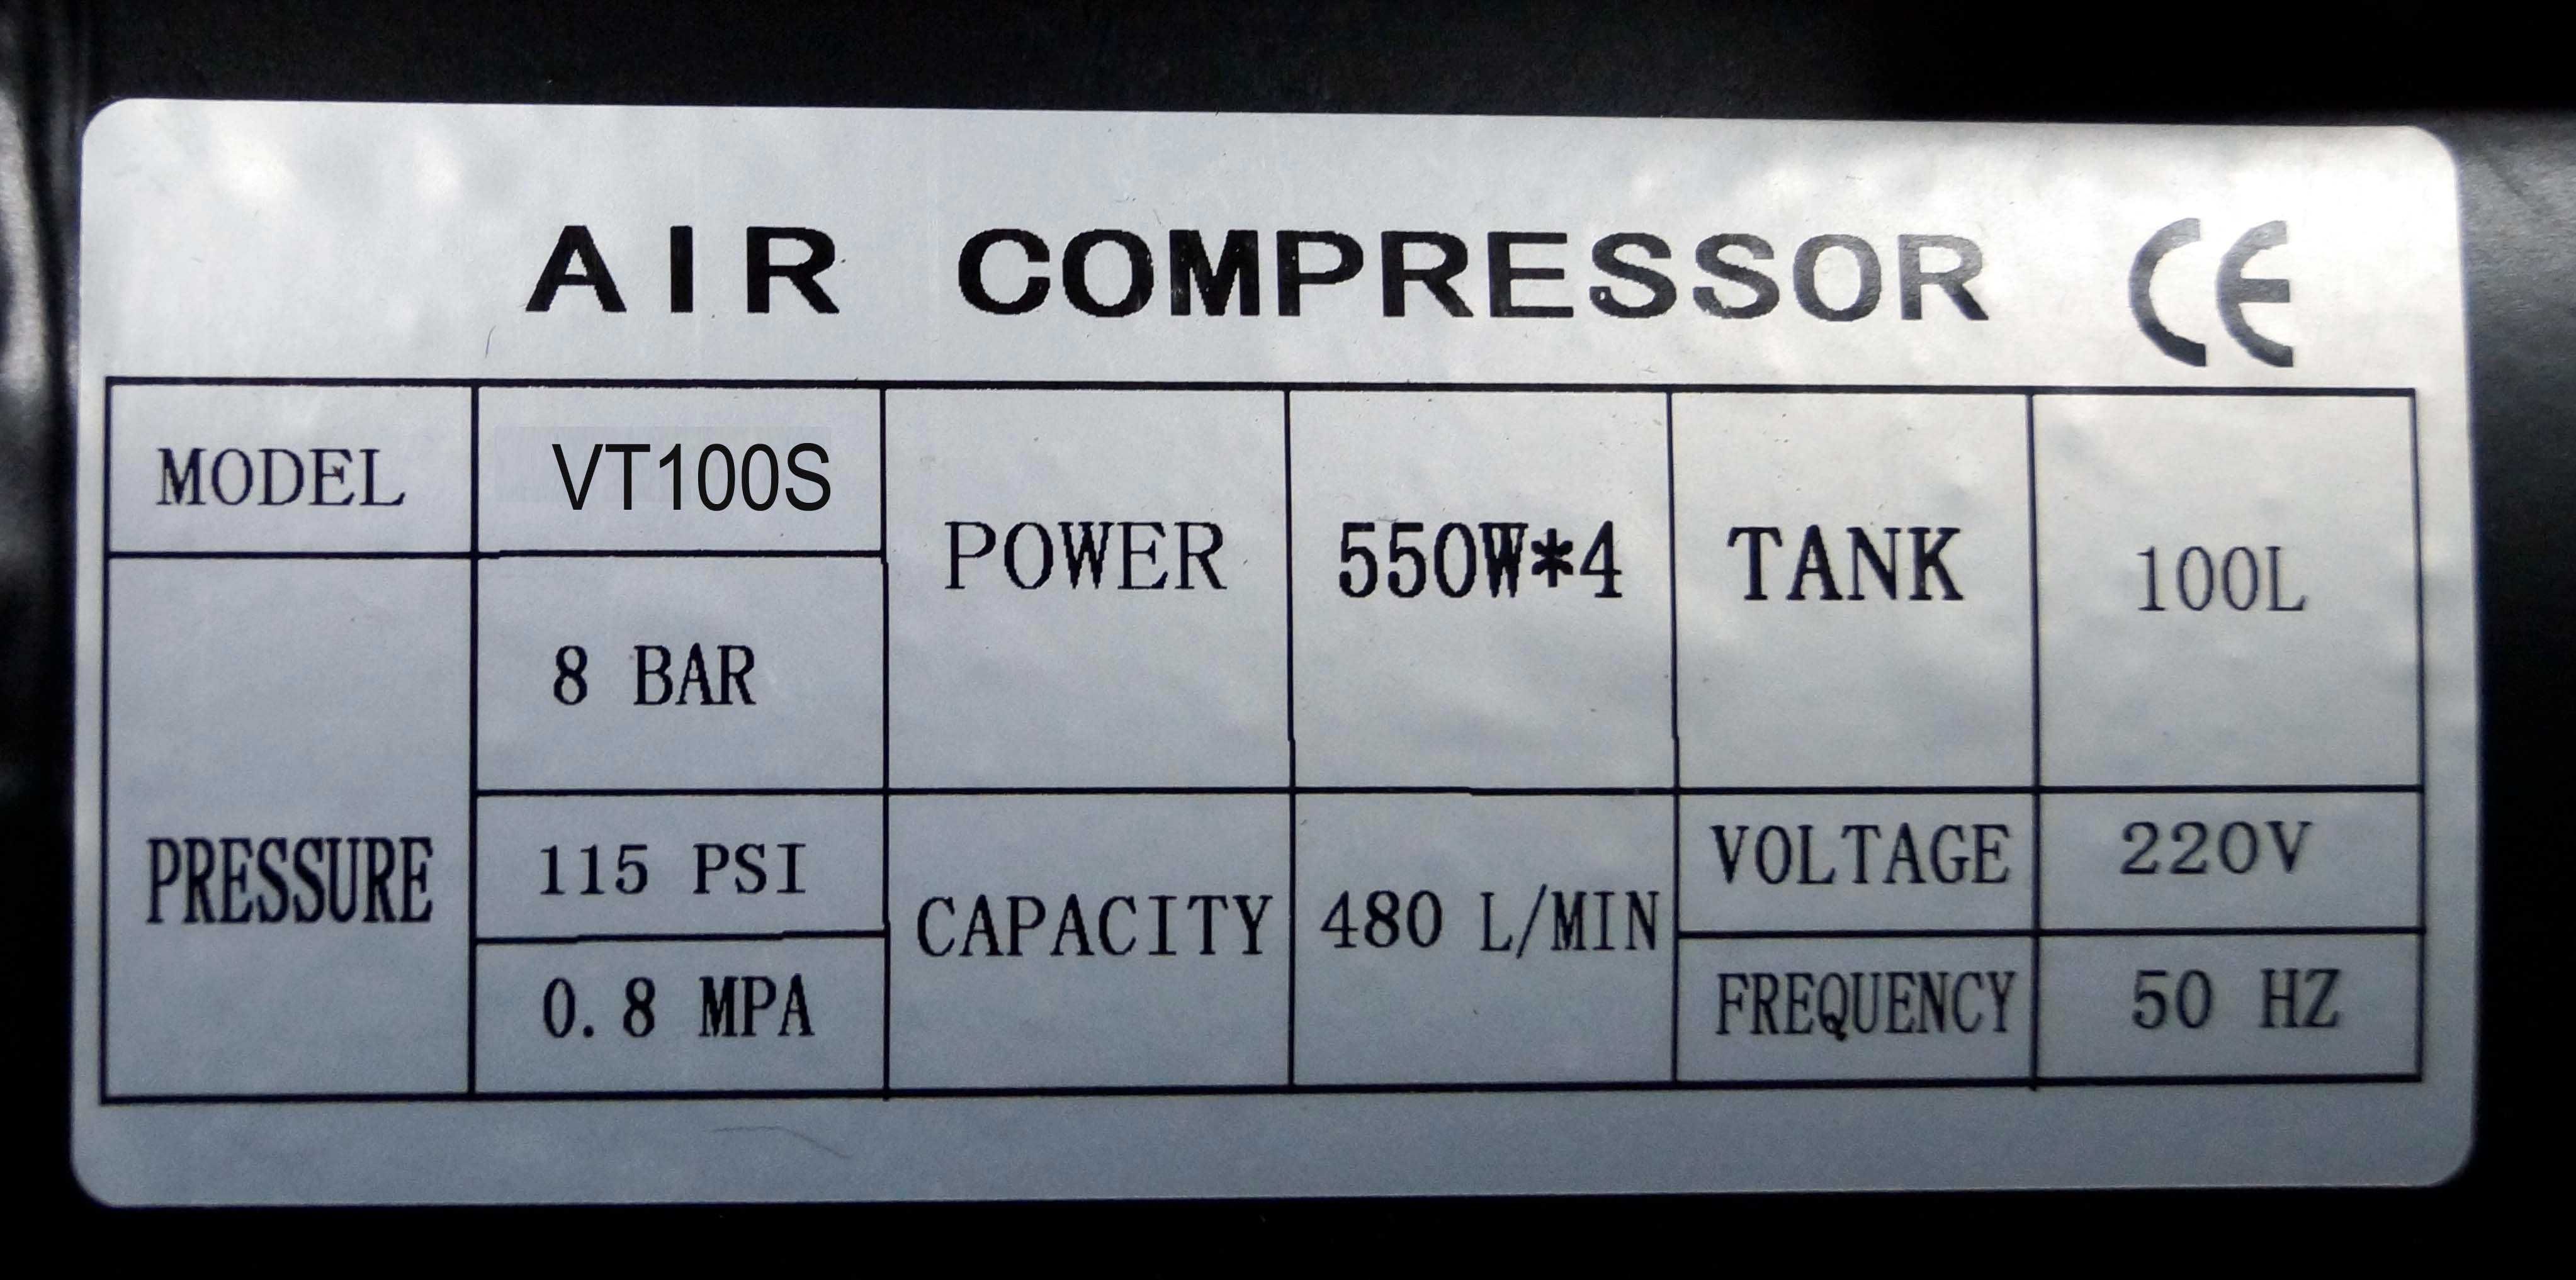 AIR COMPRESSOR CE
MODEL VT100S
POWER 550W*4
TANK 100L
PRESSURE 8 BAR
115 PSI
0.8 MPA
CAPACITY 480 L/MIN
VOLTAGE 220V
FREQUENCY 50 HZ